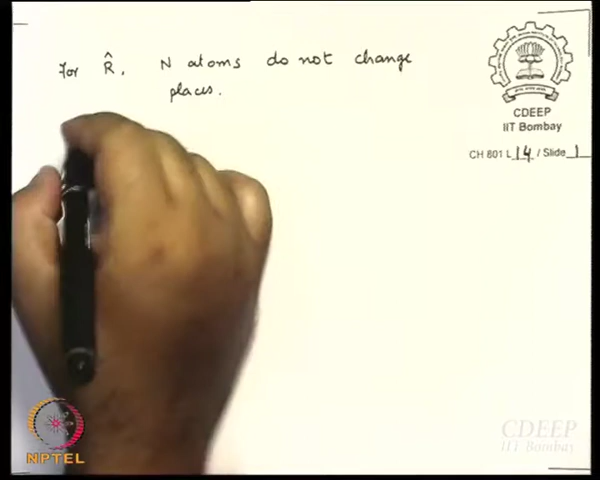 For R̂, N atoms do not change
places.
CDEEP
IIT Bombay
CH 801 L 14 / Slide 1
NPTEL
CDEEP
IIT Bombay